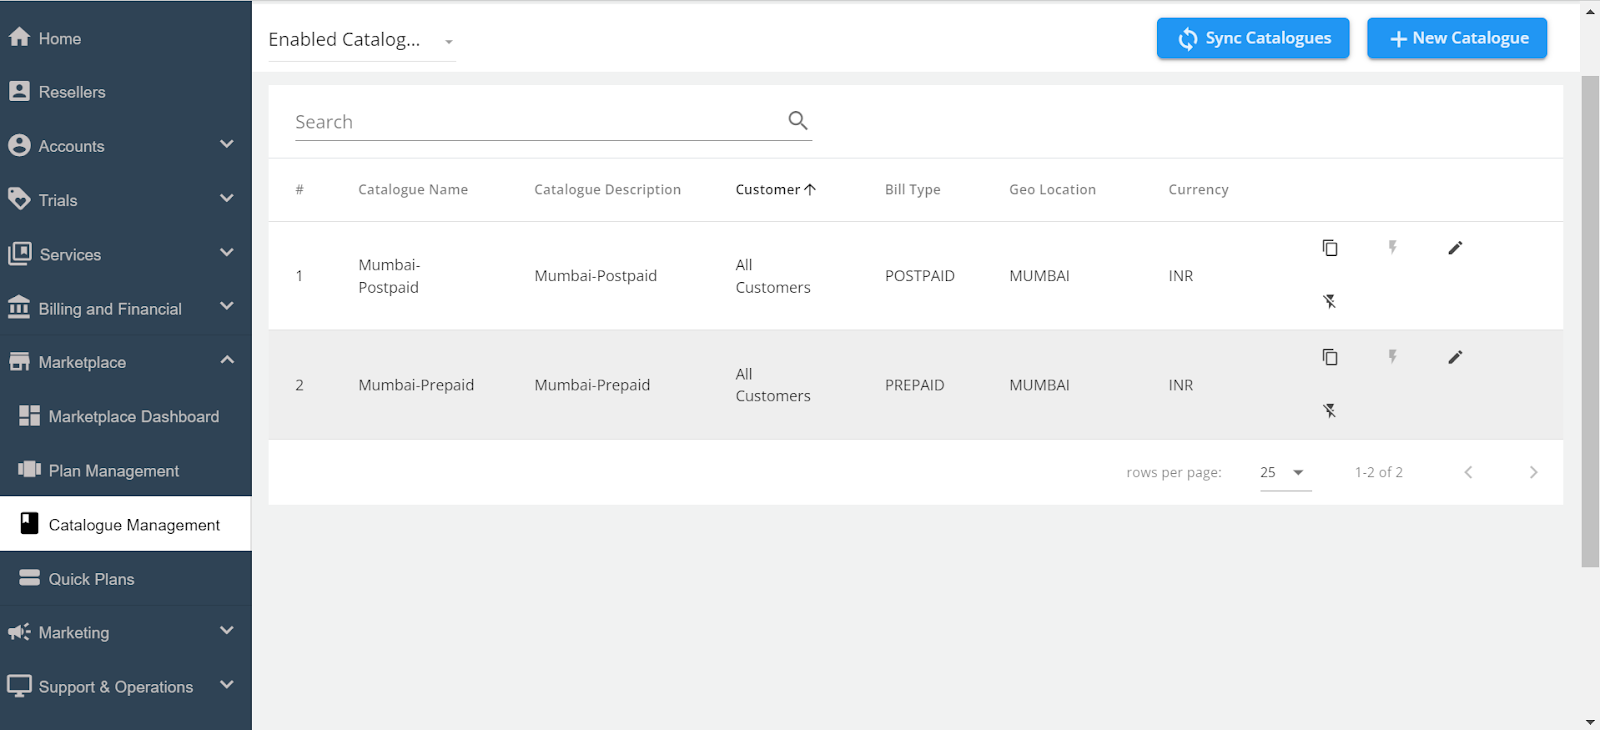 Home
Resellers
Accounts
Trials
Services
Billing and Financial
Marketplace
Marketplace Dashboard
Plan Management
Catalogue Management
Quick Plans
Marketing
Support & Operations
Enabled Catalog...
Sync Catalogues
New Catalogue
Search
# Catalogue Name Catalogue Description Customer Bill Type Geo Location Currency
1 Mumbai-Postpaid Mumbai-Postpaid All Customers POSTPAID MUMBAI INR
2 Mumbai-Prepaid Mumbai-Prepaid All Customers PREPAID MUMBAI INR
rows per page: 25 1-2 of 2